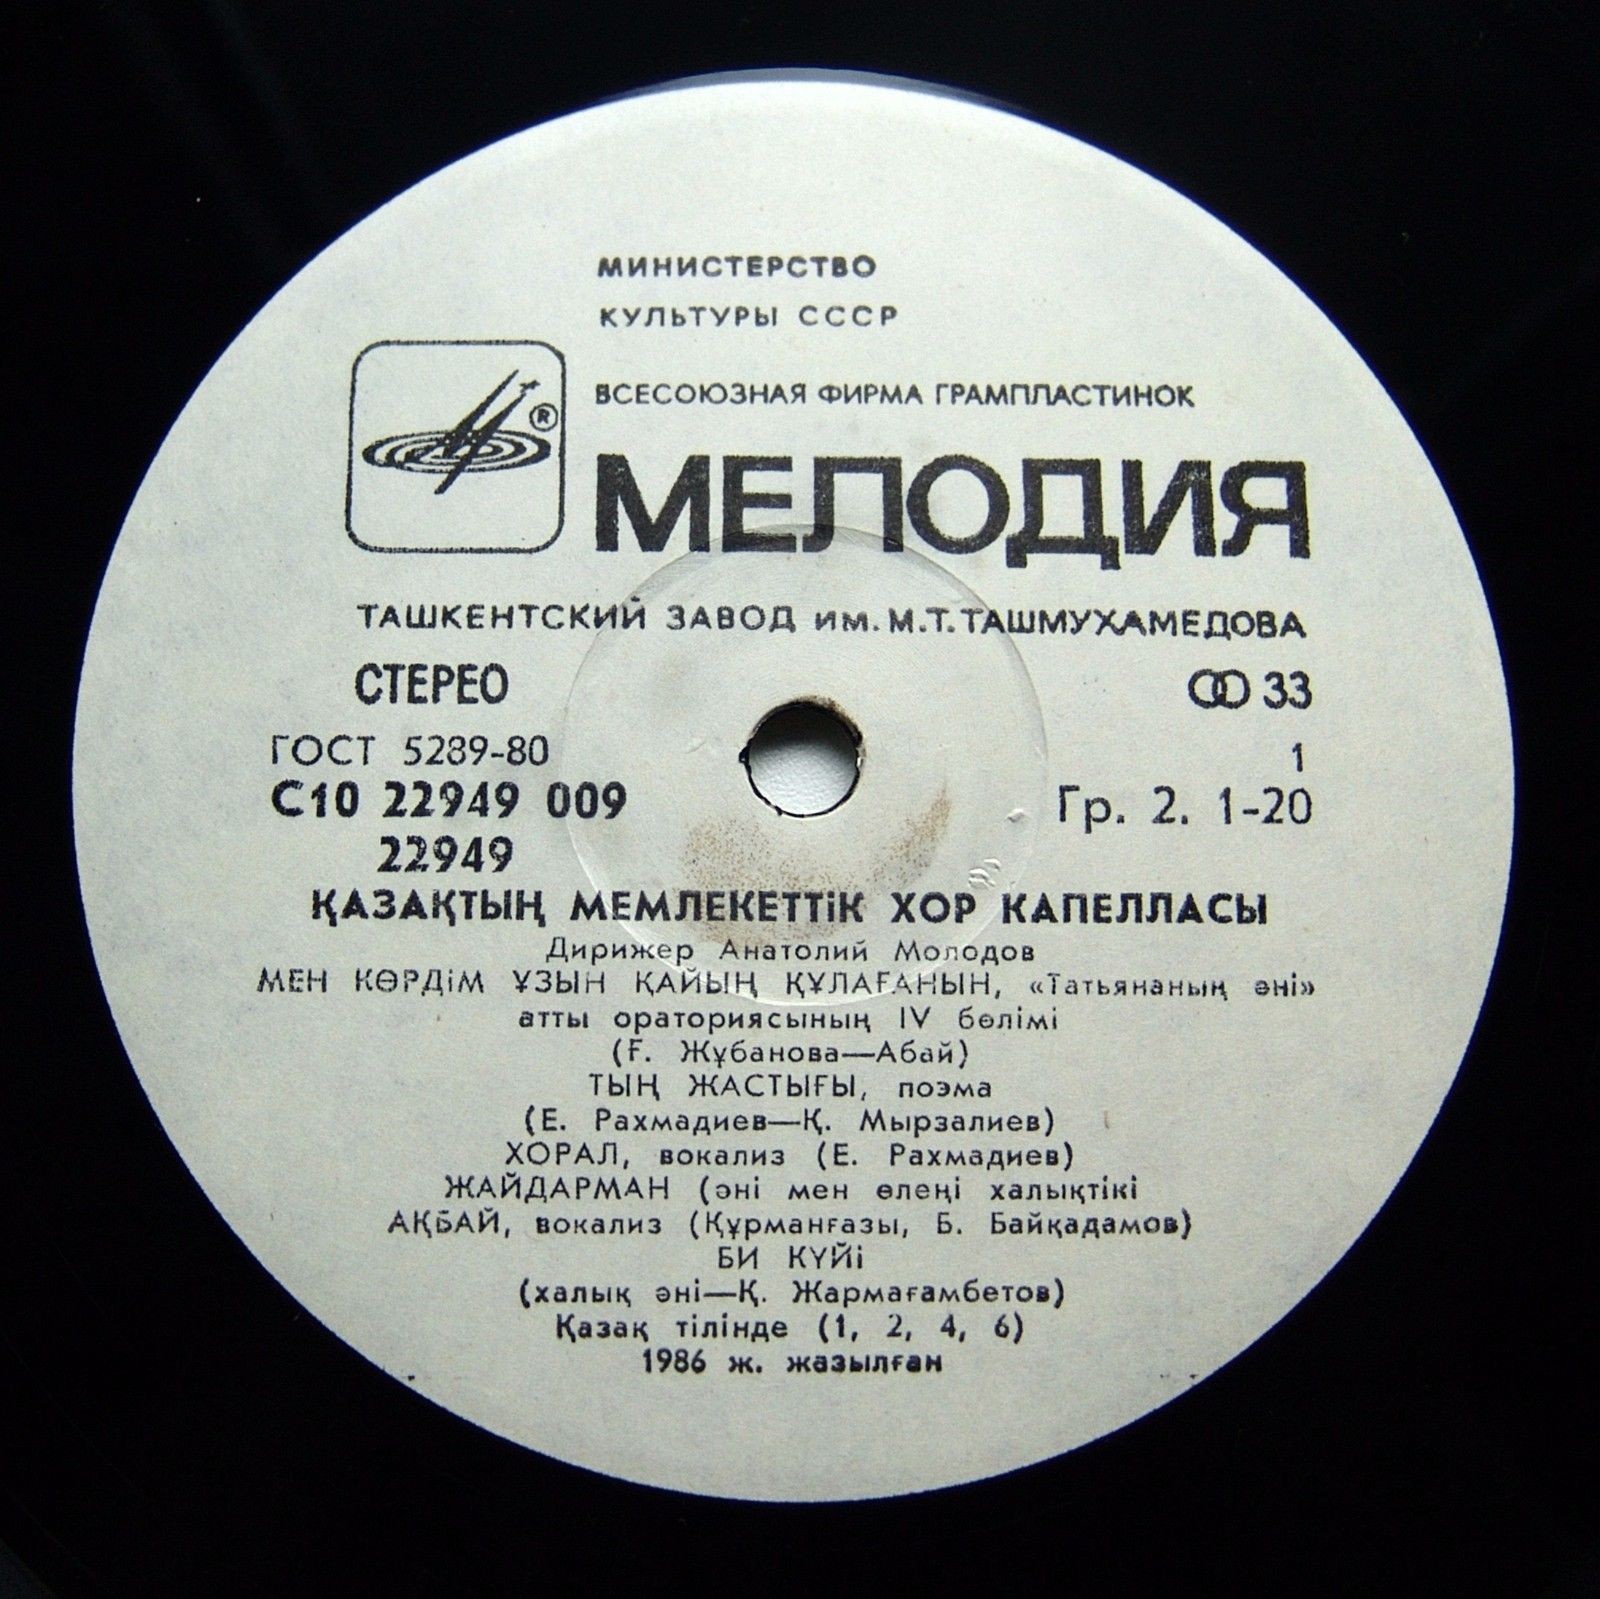 МИНИСТЕРСТВО
КУЛЬТУРЫ СССР
ВСЕСОЮЗНАЯ ФИРМА ГРАМПЛАСТИНОК
®
МЕЛОДИЯ
ТАШКЕНТСКИЙ ЗАВОД им. М.Т. ТАШМУХАМЕДОВА
СТЕРЕО 33
ГОСТ 5289-80 1
С10 22949 009 Гр. 2. 1-20
22949
ҚАЗАҚТЫҢ МЕМЛЕКЕТТіК ХОР КАПЕЛЛАСЫ
Дирижер Анатолий Молодов
МЕН КӨРДіМ ҰЗЫН ҚАЙЫҢ ҚҰЛАҒАНЫН, «Татьянаның әні»
атты ораториясының IV бөлімі
(Ғ. Жұбанова—Абай)
ТЫҢ ЖАСТЫҒЫ, поэма
(Е. Рахмадиев—Қ. Мырзалиев)
ХОРАЛ, вокализ (Е. Рахмадиев)
ЖАЙДАРМАН (әні мен өлеңі халықтікі
АҚБАЙ, вокализ (Құрманғазы, Б. Байқадамов)
БИ КҮЙі
(халық әні—Қ. Жармағамбетов)
Қазақ тілінде (1, 2, 4, 6)
1986 ж. жазылған